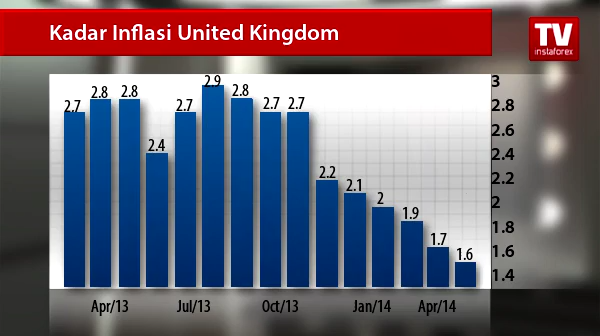 Kadar Inflasi United Kingdom
TV
instaforex
2.7 2.8 2.8 2.4 2.7 2.9 2.8 2.7 2.7 2.2 2.1 2 1.9 1.7 1.6
3
2.8
2.6
2.4
2.2
2
1.8
1.6
1.4
Apr/13 Jul/13 Oct/13 Jan/14 Apr/14